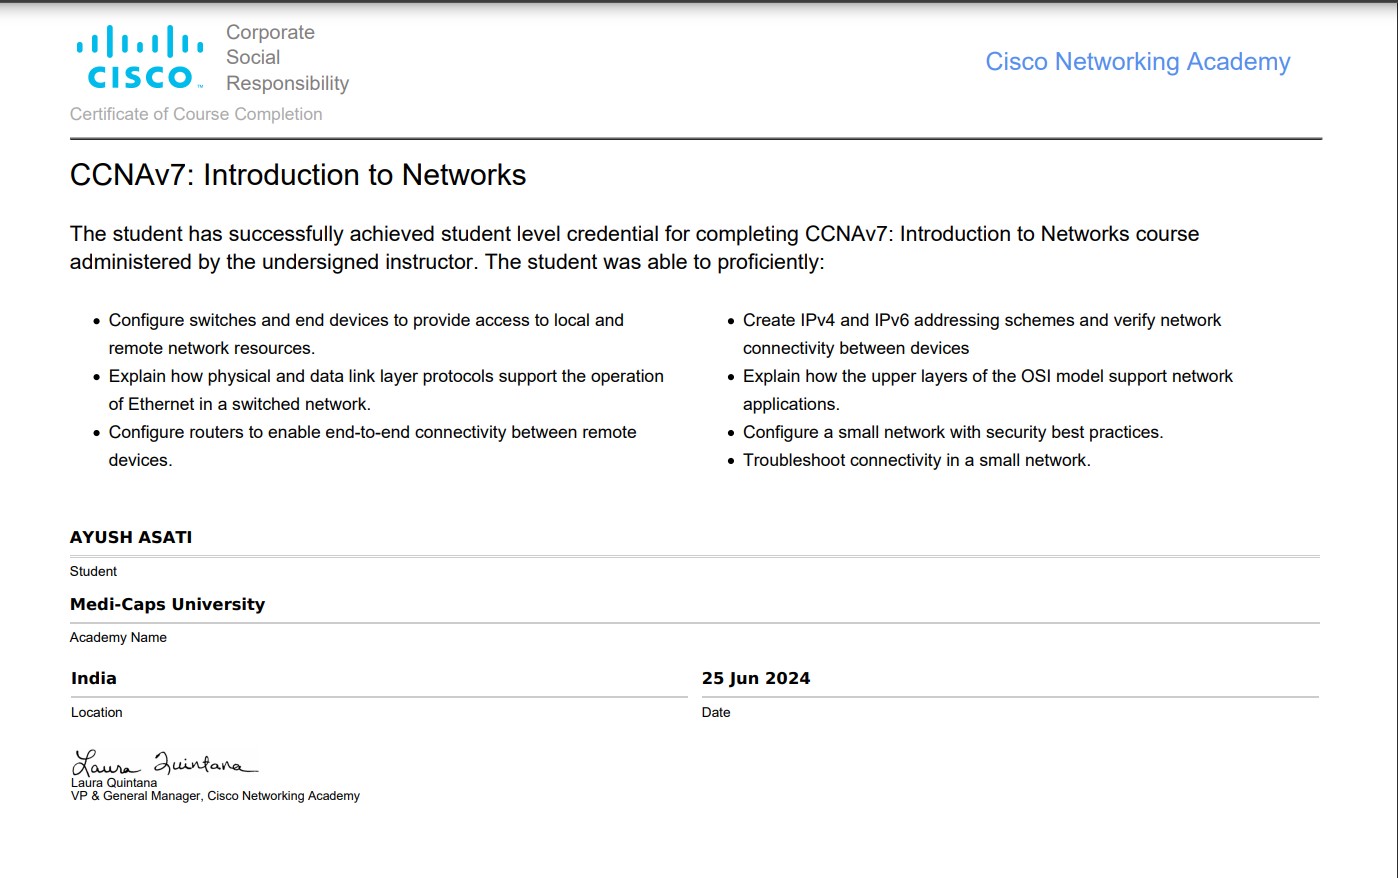 CISCO™
Corporate
Social
Responsibility
Cisco Networking Academy
Certificate of Course Completion
CCNAv7: Introduction to Networks
The student has successfully achieved student level credential for completing CCNAv7: Introduction to Networks course
administered by the undersigned instructor. The student was able to proficiently:
• Configure switches and end devices to provide access to local and
remote network resources.
• Explain how physical and data link layer protocols support the operation
of Ethernet in a switched network.
• Configure routers to enable end-to-end connectivity between remote
devices.
• Create IPv4 and IPv6 addressing schemes and verify network
connectivity between devices
• Explain how the upper layers of the OSI model support network
applications.
• Configure a small network with security best practices.
• Troubleshoot connectivity in a small network.
AYUSH ASATI
Student
Medi-Caps University
Academy Name
India
Location
25 Jun 2024
Date
Laura Quintana
Laura Quintana
VP & General Manager, Cisco Networking Academy